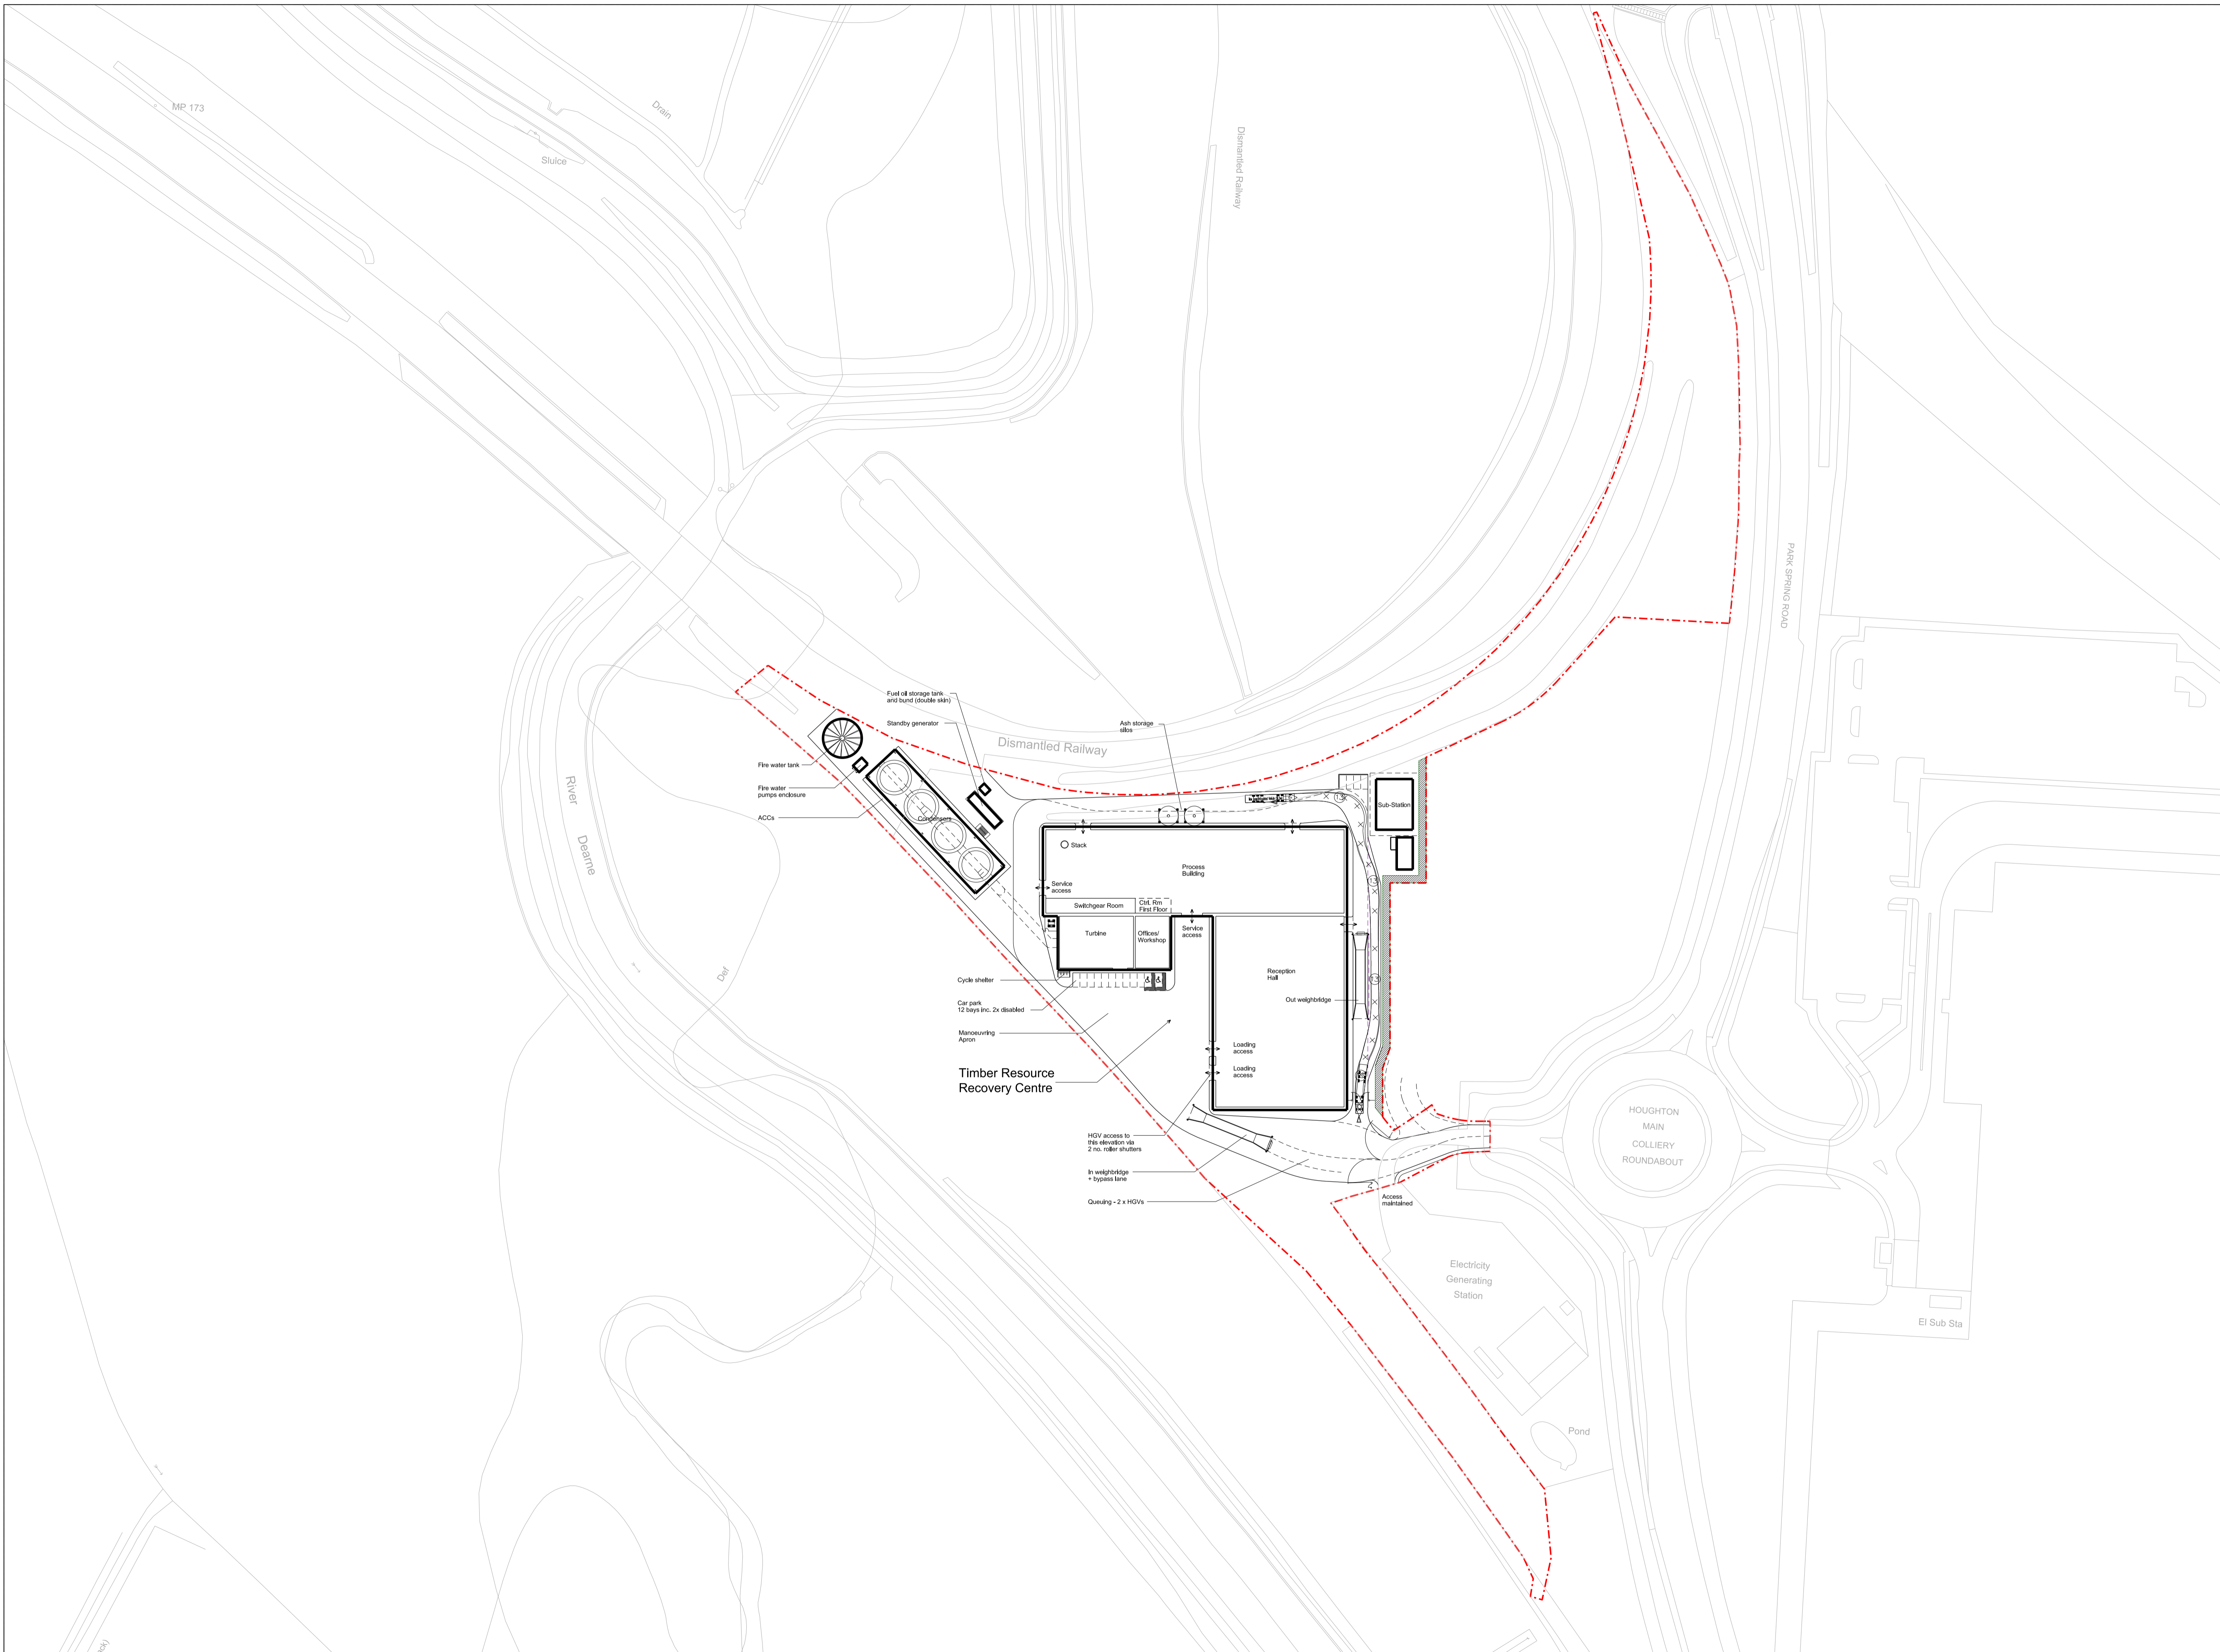 MP 173
Drain
Sluice
Dismantled Railway
PARK SPRING ROAD
Fuel oil storage tank
and bund (double skin)
Standby generator
Ash storage
silos
Dismantled Railway
Fire water tank
Fire water
pumps enclosure
ACCs
Condensers
River
Dearne
Def
Sub-Station
13
13
13
Stack
Process
Building
Service
access
Switchgear Room
Ctrl. Rm
First Floor
Turbine
Offices/
Workshop
Service
access
Reception
Hall
Out weighbridge
Cycle shelter
Car park
12 bays inc. 2x disabled
Manoeuvring
Apron
Loading
access
Loading
access
Timber Resource
Recovery Centre
HGV access to
this elevation via
2 no. roller shutters
In weighbridge
+ bypass lane
Queuing - 2 x HGVs
Access
maintained
HOUGHTON
MAIN
COLLIERY
ROUNDABOUT
Electricity
Generating
Station
El Sub Sta
Pond